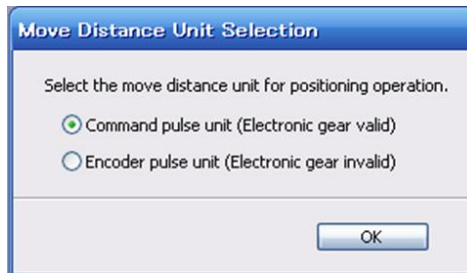 Move Distance Unit Selection
Select the move distance unit for positioning operation.
Command pulse unit (Electronic gear valid)
Encoder pulse unit (Electronic gear invalid)
OK